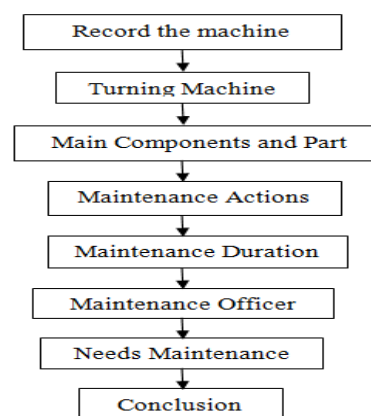 Record the machine
Turning Machine
Main Components and Part
Maintenance Actions
Maintenance Duration
Maintenance Officer
Needs Maintenance
Conclusion